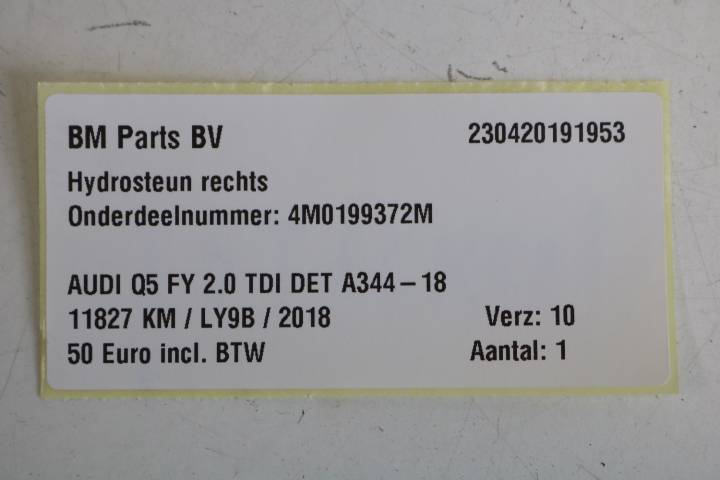 BM Parts BV 230420191953
Hydrosteun rechts
Onderdeelnummer: 4M0199372M
AUDI Q5 FY 2.0 TDI DET A344-18
11827 KM / LY9B / 2018 Verz: 10
50 Euro incl. BTW Aantal: 1